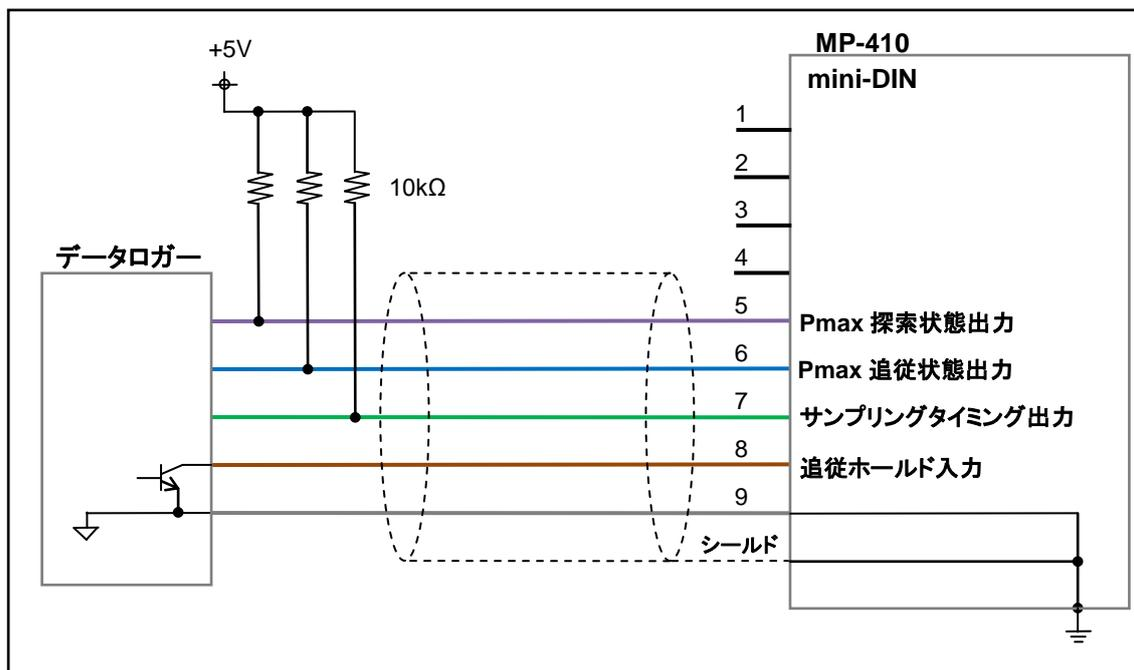 +5V
MP-410
mini-DIN
1
2
10kΩ
3
データロガー
4
5
Pmax 探索状態出力
6
Pmax 追従状態出力
7
サンプリングタイミング出力
8
追従ホールド入力
9
シールド